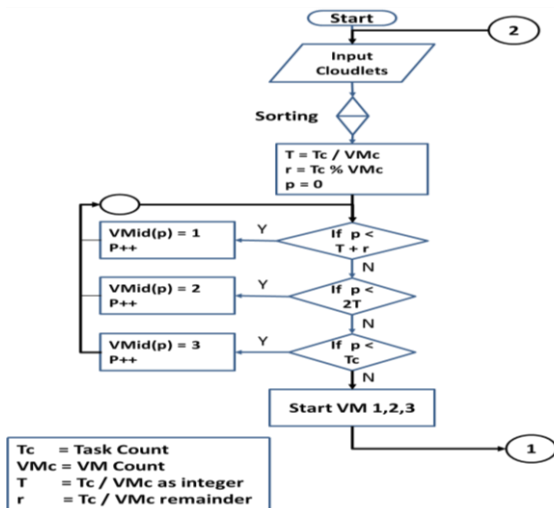 Start
2
Input
Cloudlets
Sorting
T = Tc / VMc
r = Tc % VMc
p = 0
If p <
T + r
Y
VMid(p) = 1
P++
N
If p <
2T
Y
VMid(p) = 2
P++
N
If p <
Tc
Y
VMid(p) = 3
P++
N
Start VM 1,2,3
1
Tc = Task Count
VMc = VM Count
T = Tc / VMc as integer
r = Tc / VMc remainder